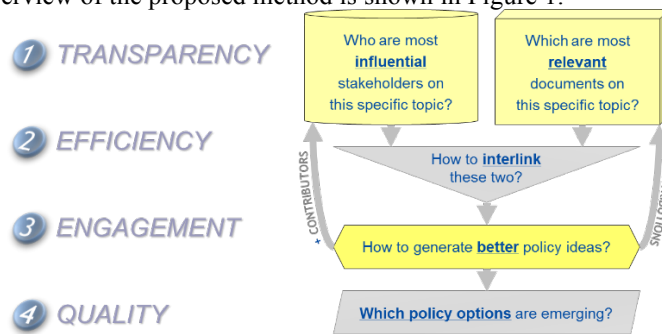 erview of the proposed method is shown in Figure 1.
1 TRANSPARENCY
Who are most
influential
stakeholders on
this specific topic?
Which are most
relevant
documents on
this specific topic?
2 EFFICIENCY
How to interlink
these two?
+ CONTRIBUTORS
3 ENGAGEMENT
How to generate better policy ideas?
4 QUALITY
Which policy options are emerging?